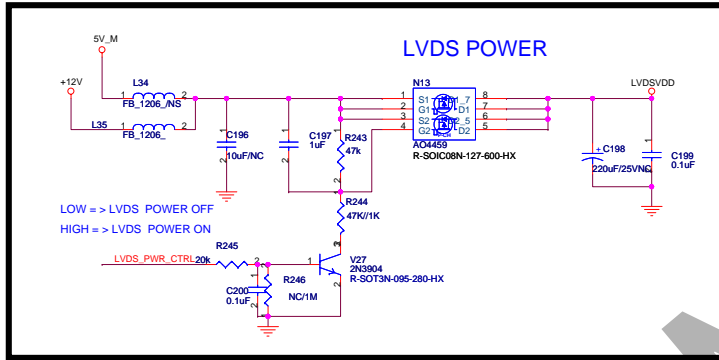 LVDS POWER
5V_M
+12V
L34
1 2
FB_1206_/NS
L35
1 2
FB_1206_
C196
10uF/NC
C197
1uF
R243
47k
R244
47K//1K
N13
1 S1 8
2 G1 D1 7
3 S2 6
4 G2 D2 5
AO4459
R-SOIC08N-127-600-HX
LVDSVDD
+ C198
220uF/25VNC
C199
0.1uF
LOW = > LVDS POWER OFF
HIGH = > LVDS POWER ON
LVDS_PWR_CTRL
R245
20k
C200
0.1uF
R246
NC/1M
V27
2N3904
R-SOT3N-095-280-HX